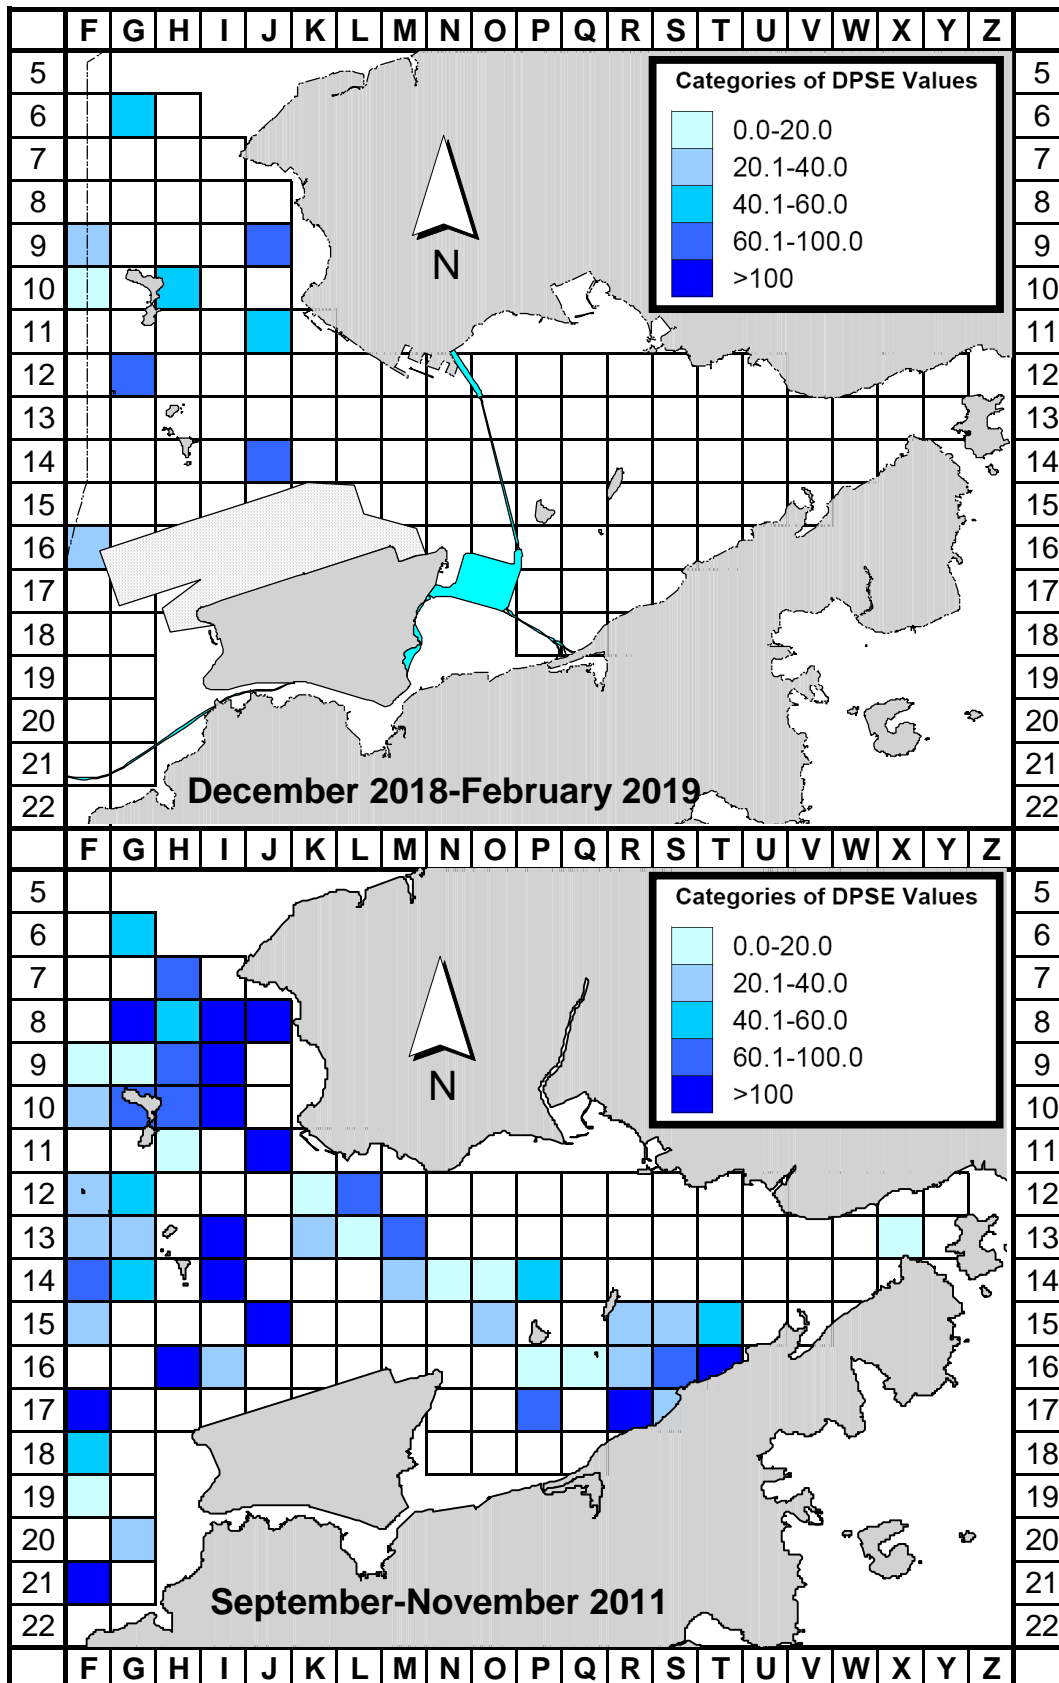 F G H I J K L M N O P Q R S T U V W X Y Z
5 5
Categories of DPSE Values
6 0.0-20.0 6
7 20.1-40.0 7
8 40.1-60.0 8
9 60.1-100.0 9
N
10 >100 10
11 11
12 12
13 13
14 14
15 15
16 16
17 17
18 18
19 19
20 20
21 21
December 2018-February 2019
22 22
F G H I J K L M N O P Q R S T U V W X Y Z
5 5
Categories of DPSE Values
6 0.0-20.0 6
7 20.1-40.0 7
8 40.1-60.0 8
9 60.1-100.0 9
N
10 >100 10
11 11
12 12
13 13
14 14
15 15
16 16
17 17
18 18
19 19
20 20
21 21
September-November 2011
22 22
F G H I J K L M N O P Q R S T U V W X Y Z